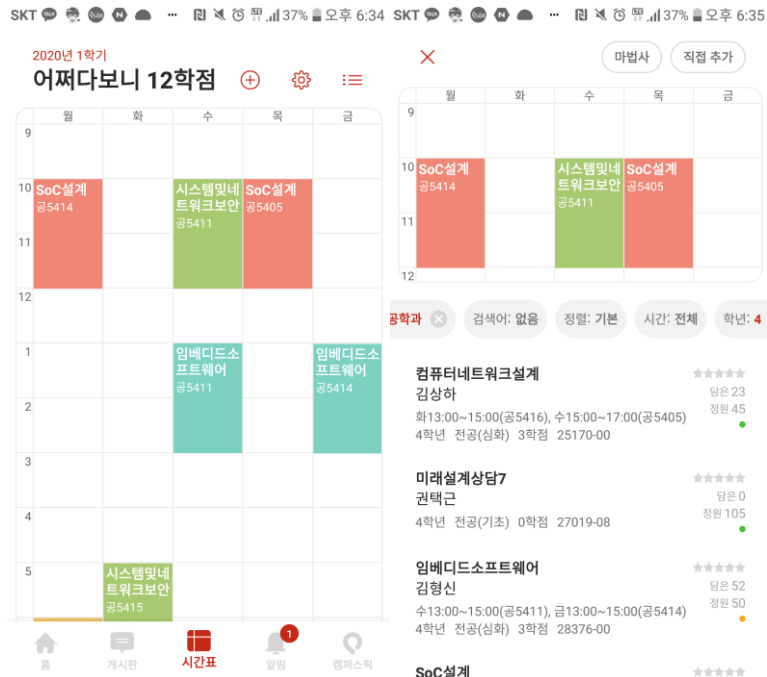 SKT TALK N ... N 37% 오후 6:34
2020년 1학기
어쩌다보니 12학점
월 화 수 목 금
9
10 SoC설계 시스템및네 SoC설계
공5414 트워크보안 공5405
공5411
11
12
1 임베디드소 임베디드소
프트웨어 프트웨어
공5411 공5414
2
3
4
5 시스템및네
트워크보안
공5415
1
홈 게시판 시간표 알림 캠퍼스픽
SKT TALK N ... N 37% 오후 6:35
마법사 직접 추가
월 화 수 목 금
9
10 SoC설계 시스템및네 SoC설계
공5414 트워크보안 공5405
공5411
11
12
공학과 검색어: 없음 정렬: 기본 시간: 전체 학년: 4
컴퓨터네트워크설계
김상하 담은 23
화13:00~15:00(공5416), 수15:00~17:00(공5405) 정원 45
4학년 전공(심화) 3학점 25170-00
미래설계상담7
권택근 담은 0
4학년 전공(기초) 0학점 27019-08 정원 105
임베디드소프트웨어
김형신 담은 52
수13:00~15:00(공5411), 금13:00~15:00(공5414) 정원 50
4학년 전공(심화) 3학점 28376-00
SoC설계